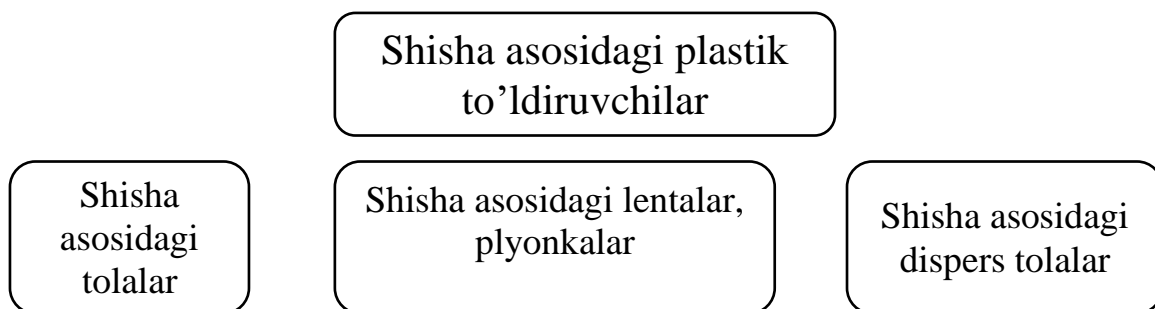 Shisha asosidagi plastik
to’ldiruvchilar
Shisha
asosidagi
tolalar
Shisha asosidagi lentalar,
plyonkalar
Shisha asosidagi
dispers tolalar